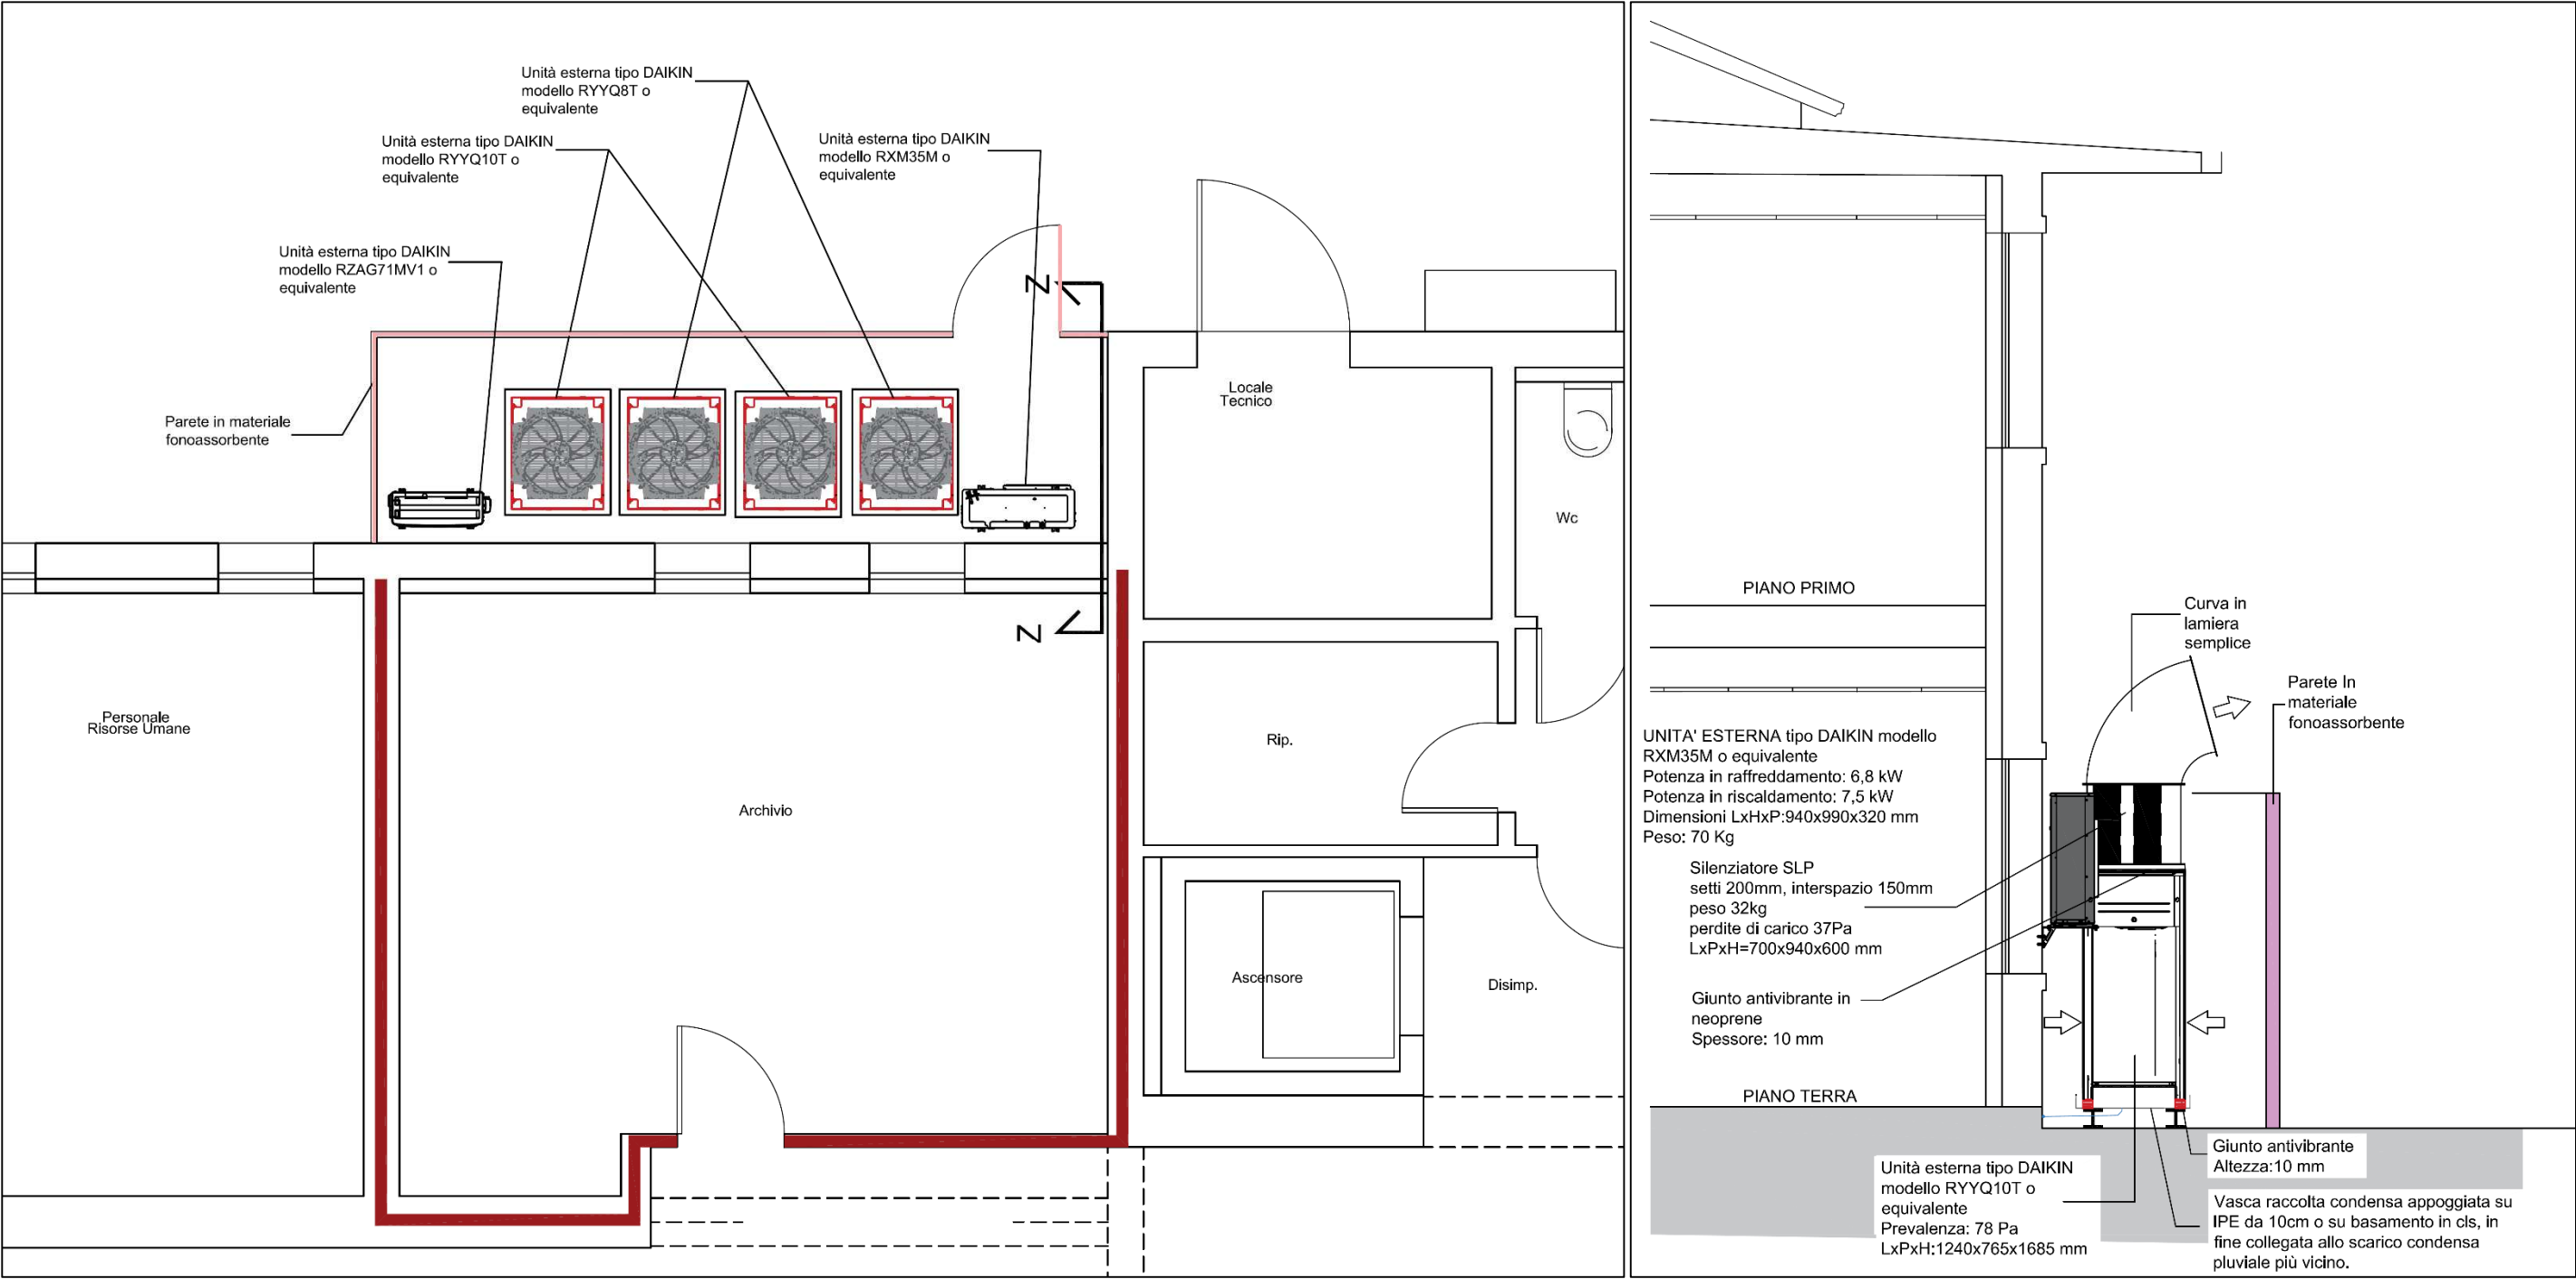 Unità esterna tipo DAIKIN
modello RYYQ8T o
equivalente
Unità esterna tipo DAIKIN
modello RYYQ10T o
equivalente
Unità esterna tipo DAIKIN
modello RXM35M o
equivalente
Unità esterna tipo DAIKIN
modello RZAG71MV1 o
equivalente
Parete in materiale
fonoassorbente
Z
Z
Locale
Tecnico
Wc
Personale
Risorse Umane
Archivio
Rip.
Ascensore
Disimp.
PIANO PRIMO
Curva in
lamiera
semplice
Parete In
materiale
fonoassorbente
UNITA' ESTERNA tipo DAIKIN modello
RXM35M o equivalente
Potenza in raffreddamento: 6,8 kW
Potenza in riscaldamento: 7,5 kW
Dimensioni LxHxP:940x990x320 mm
Peso: 70 Kg
Silenziatore SLP
setti 200mm, interspazio 150mm
peso 32kg
perdite di carico 37Pa
LxPxH=700x940x600 mm
Giunto antivibrante in
neoprene
Spessore: 10 mm
PIANO TERRA
Giunto antivibrante
Altezza:10 mm
Unità esterna tipo DAIKIN
modello RYYQ10T o
equivalente
Prevalenza: 78 Pa
LxPxH:1240x765x1685 mm
Vasca raccolta condensa appoggiata su
IPE da 10cm o su basamento in cls, in
fine collegata allo scarico condensa
pluviale più vicino.